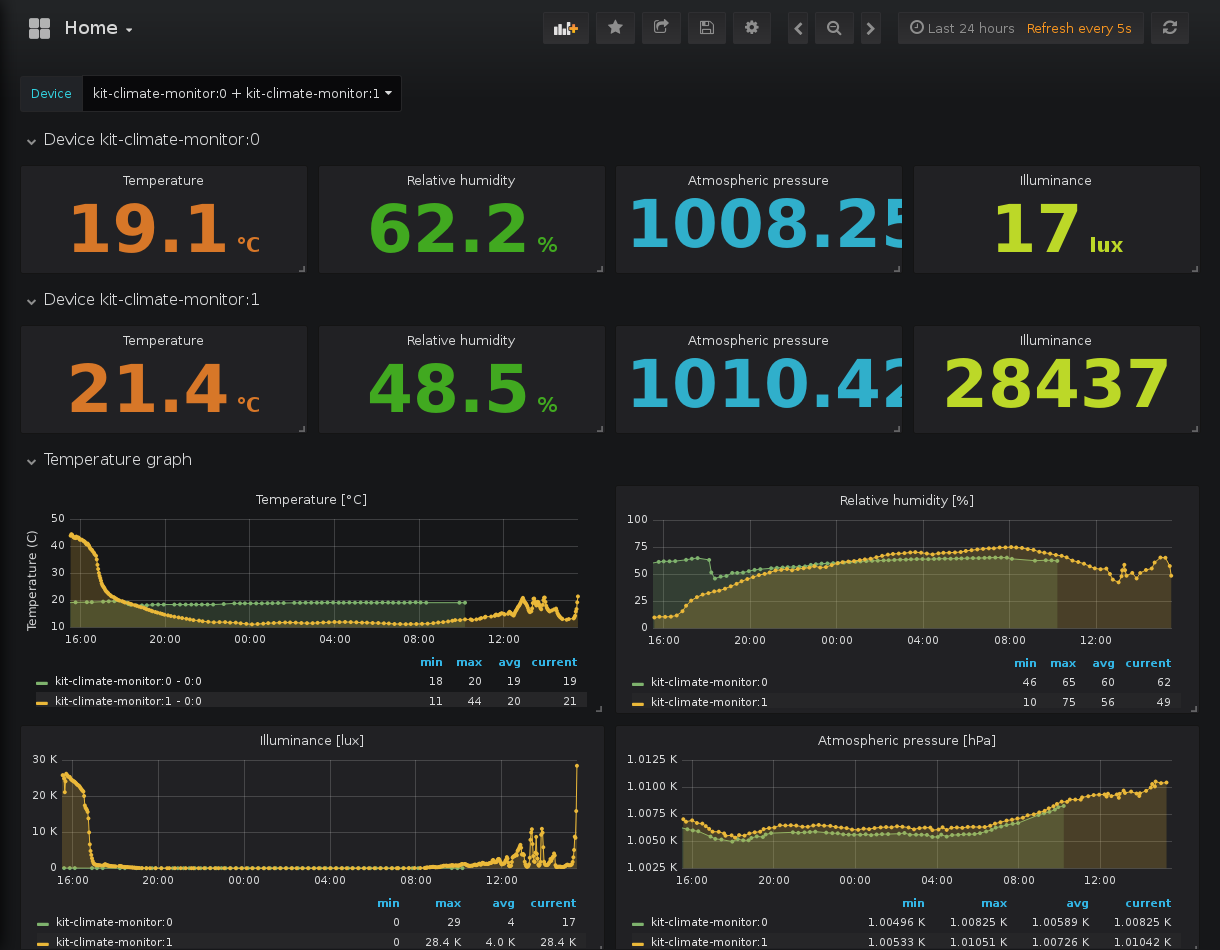 Home
Last 24 hours Refresh every 5s
Device kit-climate-monitor:0 + kit-climate-monitor:1
Device kit-climate-monitor:0
Temperature
19.1 °C
Relative humidity
62.2 %
Atmospheric pressure
1008.25
Illuminance
17 lux
Device kit-climate-monitor:1
Temperature
21.4 °C
Relative humidity
48.5 %
Atmospheric pressure
1010.42
Illuminance
28437
Temperature graph
Temperature [°C]
Temperature (C)
50
40
30
20
10
16:00 20:00 00:00 04:00 08:00 12:00
min max avg current
kit-climate-monitor:0 - 0:0 18 20 19 19
kit-climate-monitor:1 - 0:0 11 44 20 21
Relative humidity [%]
100
75
50
25
0
16:00 20:00 00:00 04:00 08:00 12:00
min max avg current
kit-climate-monitor:0 46 65 60 62
kit-climate-monitor:1 10 75 56 49
Illuminance [lux]
30 K
20 K
10 K
0
16:00 20:00 00:00 04:00 08:00 12:00
min max avg current
kit-climate-monitor:0 0 29 4 17
kit-climate-monitor:1 0 28.4 K 4.0 K 28.4 K
Atmospheric pressure [hPa]
1.0125 K
1.0100 K
1.0075 K
1.0050 K
1.0025 K
16:00 20:00 00:00 04:00 08:00 12:00
min max avg current
kit-climate-monitor:0 1.00496 K 1.00825 K 1.00589 K 1.00825 K
kit-climate-monitor:1 1.00533 K 1.01051 K 1.00726 K 1.01042 K